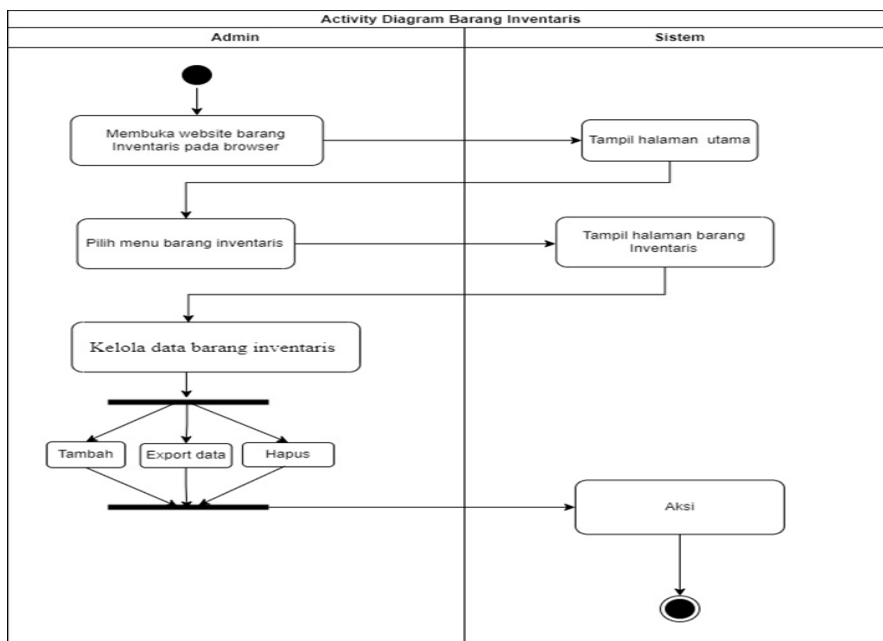 Activity Diagram Barang Inventaris
Admin
Sistem
Membuka website barang
Inventaris pada browser
Tampil halaman utama
Pilih menu barang inventaris
Tampil halaman barang
Inventaris
Kelola data barang inventaris
Tambah
Export data
Hapus
Aksi